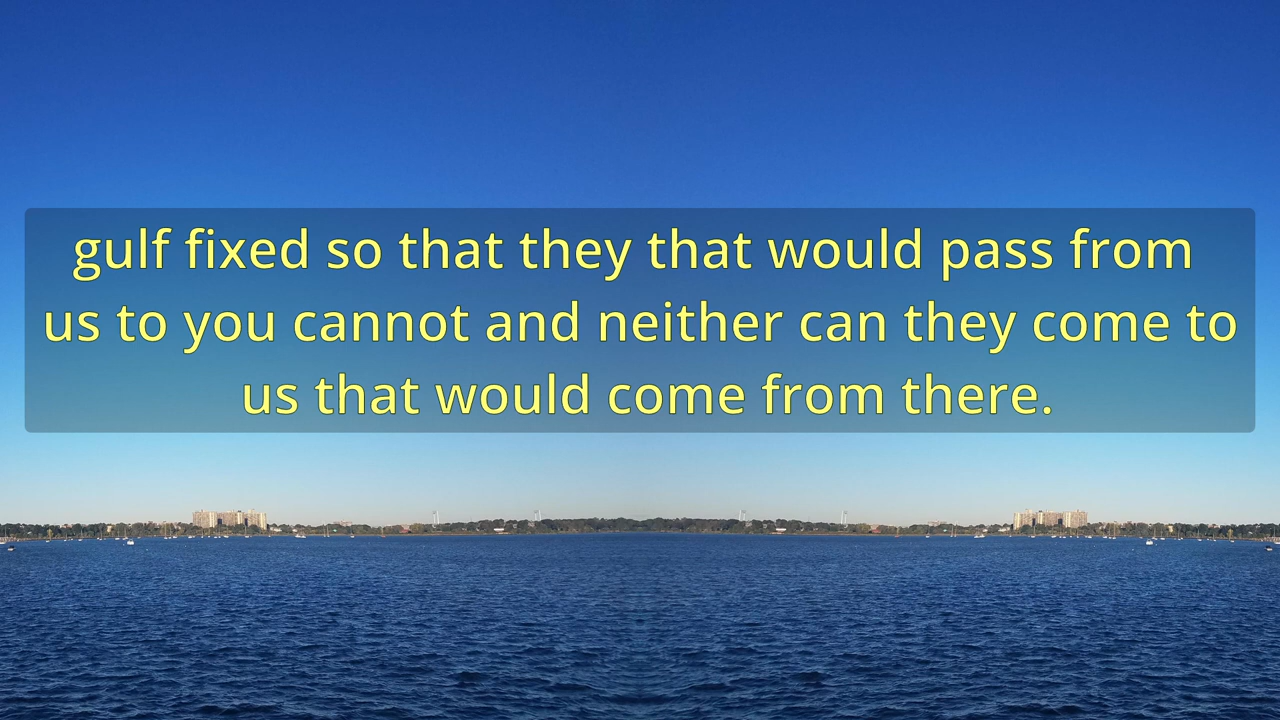 gulf fixed so that they that would pass from
us to you cannot and neither can they come to
us that would come from there.